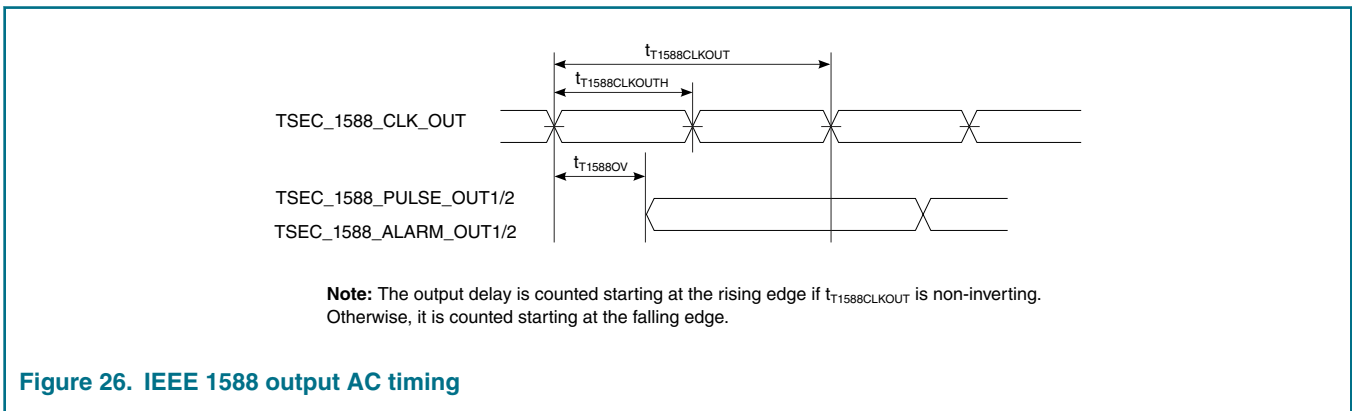 tT1588CLKOUT
tT1588CLKOUTH
TSEC_1588_CLK_OUT
tT1588OV
TSEC_1588_PULSE_OUT1/2
TSEC_1588_ALARM_OUT1/2
Note: The output delay is counted starting at the rising edge if tT1588CLKOUT is non-inverting.
Otherwise, it is counted starting at the falling edge.
Figure 26. IEEE 1588 output AC timing